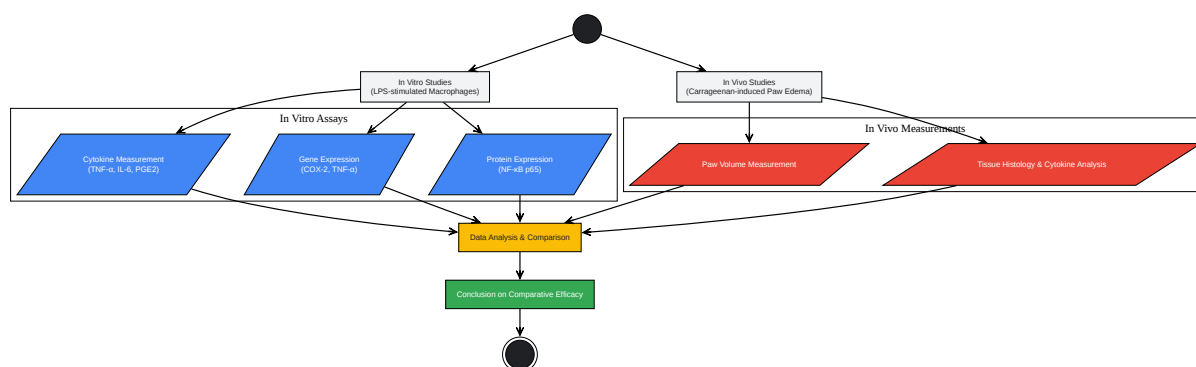 In Vitro Studies
(LPS-stimulated Macrophages)
In Vivo Studies
(Carrageenan-induced Paw Edema)
In Vitro Assays
In Vivo Measurements
Cytokine Measurement
(TNF-α, IL-6, PGE2)
Gene Expression
(COX-2, TNF-α)
Protein Expression
(NF-κB p65)
Paw Volume Measurement
Tissue Histology & Cytokine Analysis
Data Analysis & Comparison
Conclusion on Comparative Efficacy